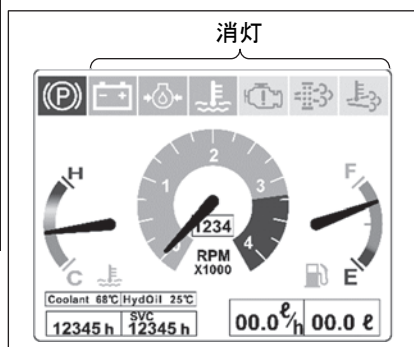 消灯
(P)
H
C
0
1
2
3
4
1234
RPM
X1000
F
E
Coolant 68℃ HydOil 25℃
12345 h
SVC
12345 h
00.0 ℓ/h
00.0 ℓ